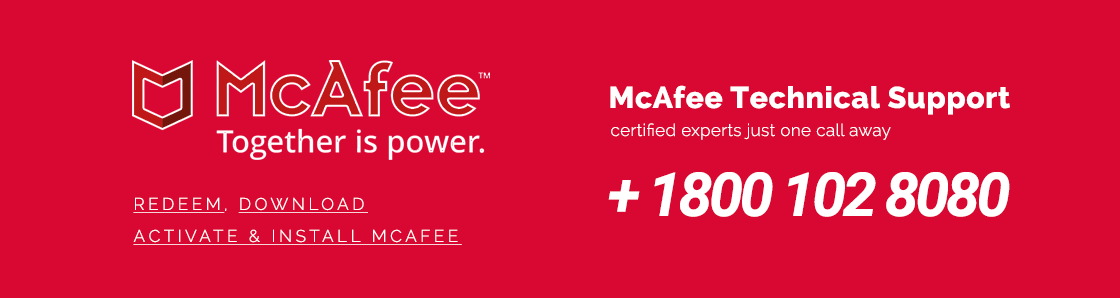 McAfee™
Together is power.
REDEEM, DOWNLOAD
ACTIVATE & INSTALL MCAFEE
McAfee Technical Support
certified experts just one call away
+ 1800 102 8080